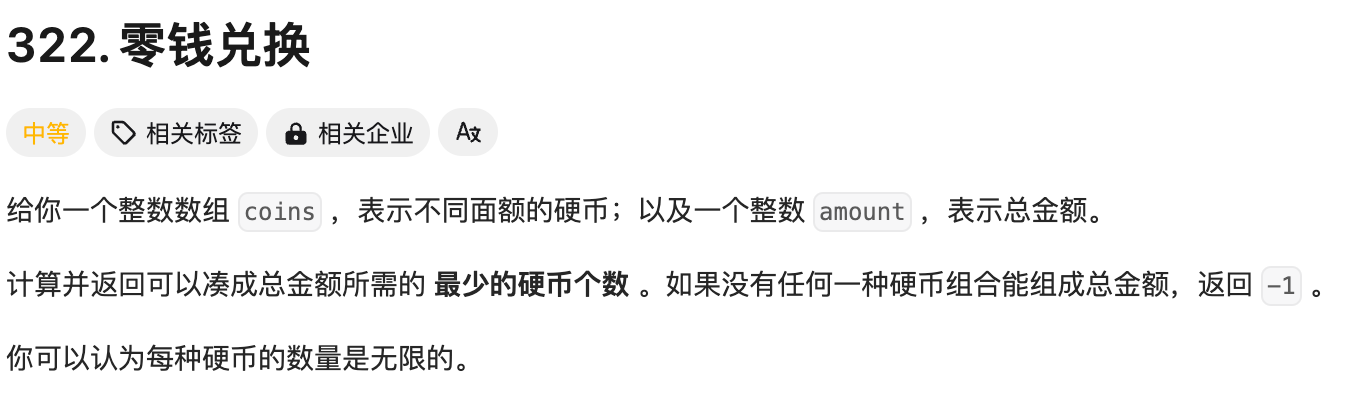 322. 零钱兑换
中等 相关标签 相关企业 A文
给你一个整数数组 coins ，表示不同面额的硬币；以及一个整数 amount ，表示总金额。
计算并返回可以凑成总金额所需的 最少的硬币个数 。如果没有任何一种硬币组合能组成总金额，返回 -1 。
你可以认为每种硬币的数量是无限的。